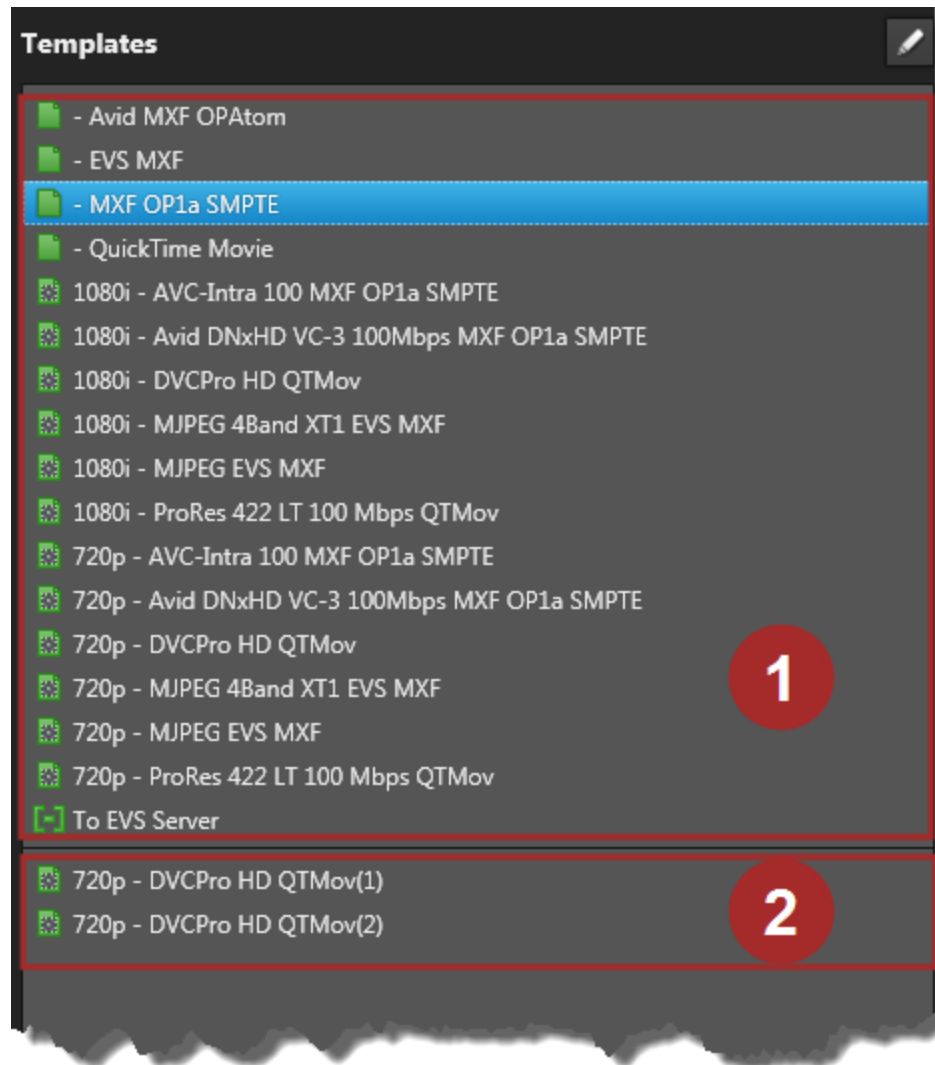 Templates
- Avid MXF OPAtom
- EVS MXF
- MXF OP1a SMPTE
- QuickTime Movie
1080i - AVC-Intra 100 MXF OP1a SMPTE
1080i - Avid DNxHD VC-3 100Mbps MXF OP1a SMPTE
1080i - DVCPro HD QTMov
1080i - MJPEG 4Band XT1 EVS MXF
1080i - MJPEG EVS MXF
1080i - ProRes 422 LT 100 Mbps QTMov
720p - AVC-Intra 100 MXF OP1a SMPTE
720p - Avid DNxHD VC-3 100Mbps MXF OP1a SMPTE
720p - DVCPro HD QTMov
720p - MJPEG 4Band XT1 EVS MXF
720p - MJPEG EVS MXF
720p - ProRes 422 LT 100 Mbps QTMov
To EVS Server
1
720p - DVCPro HD QTMov(1)
720p - DVCPro HD QTMov(2)
2